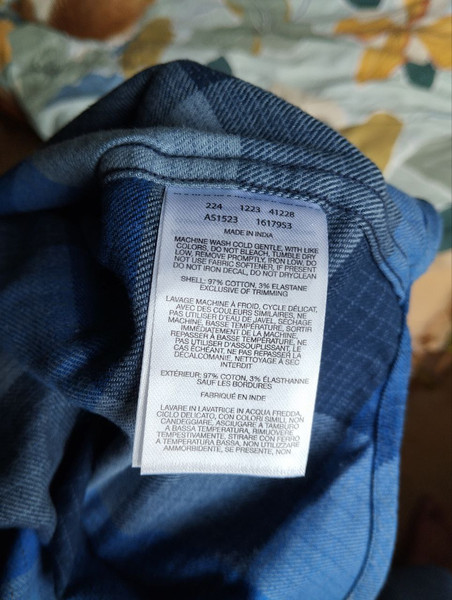 224 1223 41228
AS1523 1617953
MADE IN INDIA
MACHINE WASH COLD GENTLE, WITH LIKE
COLORS, DO NOT BLEACH, TUMBLE DRY
LOW, REMOVE PROMPTLY, IRON LOW, DO
NOT USE FABRIC SOFTENER, IF PRESENT
DO NOT IRON DECAL, DO NOT DRYCLEAN
SHELL: 97% COTTON, 3% ELASTANE
EXCLUSIVE OF TRIMMING
LAVAGE MACHINE À FROID, CYCLE DÉLICAT,
AVEC DES COULEURS SIMILAIRES, NE
PAS UTILISER D'EAU DE JAVEL, SÉCHAGE
MACHINE, BASSE TEMPÉRATURE, SORTIR
IMMÉDIATEMENT DE LA MACHINE,
REPASSER À BASSE TEMPÉRATURE, NE
PAS UTILISER D'ASSOUPLISSANT, LE
CAS ÉCHÉANT, NE PAS REPASSER LA
DÉCALCOMANIE, NETTOYAGE À SEC
INTERDIT
EXTÉRIEUR: 97% COTON, 3% ÉLASTHANNE
SAUF LES BORDURES
FABRIQUÉ EN INDE
LAVARE IN LAVATRICE IN ACQUA FREDDA,
CICLO DELICATO, CON COLORI SIMILI, NON
CANDEGGIARE, ASCIUGARE A TAMBURO
A BASSA TEMPERATURA, RIMUOVERE
TEMPESTIVAMENTE, STIRARE CON FERRO
A TEMPERATURA BASSA, NON UTILIZZARE
AMMORBIDENTE, SE PRESENTE, NON